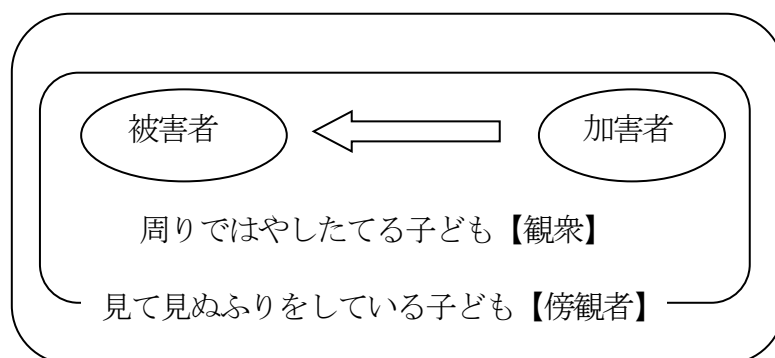 被害者
加害者
周りではやしたてる子ども【観衆】
見て見ぬふりをしている子ども【傍観者】